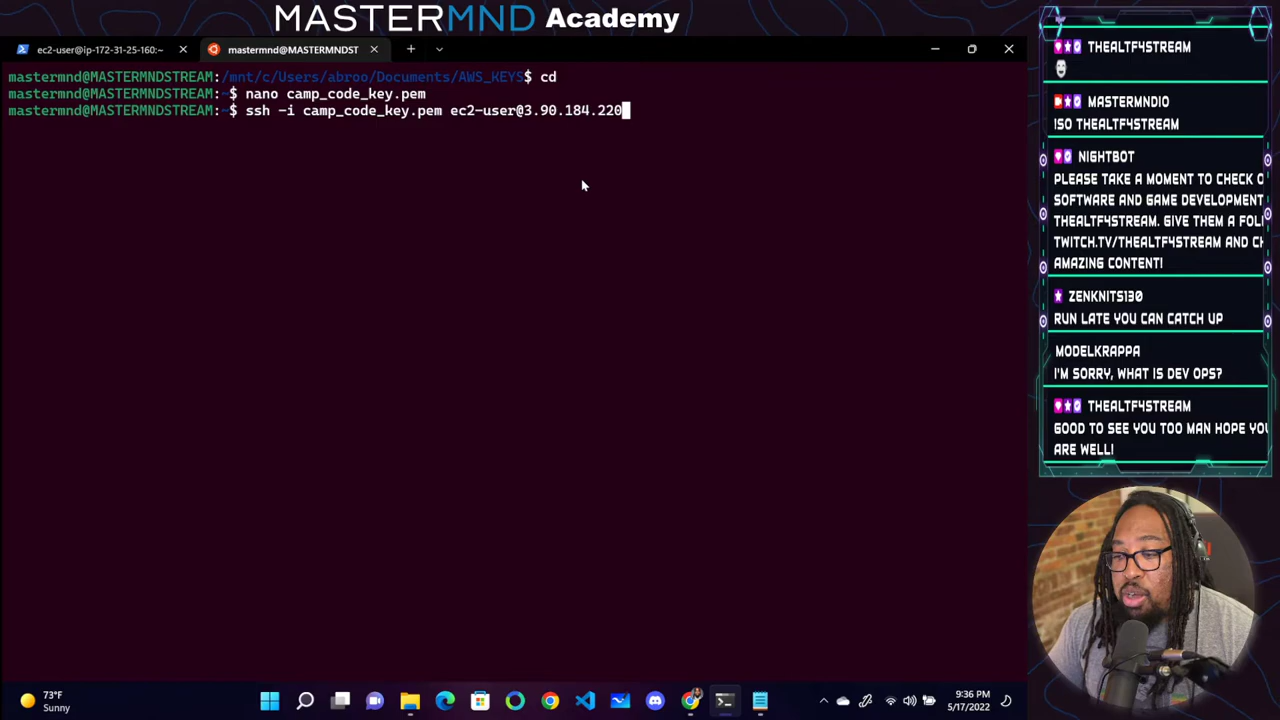 MASTERMND Academy
ec2-user@ip-172-31-25-160:~
mastermnd@MASTERMNDST
mastermnd@MASTERMNDSTREAM:/mnt/c/Users/abroo/Documents/AWS_KEYS$ cd
mastermnd@MASTERMNDSTREAM:~$ nano camp_code_key.pem
mastermnd@MASTERMNDSTREAM:~$ ssh -i camp_code_key.pem ec2-user@3.90.184.220
THEALTF4STREAM
MASTERMNDIO
!SO THEALTF4STREAM
NIGHTBOT
PLEASE TAKE A MOMENT TO CHECK O
SOFTWARE AND GAME DEVELOPMENT
THEALTF4STREAM. GIVE THEM A FOL
TWITCH.TV/THEALTF4STREAM AND CH
AMAZING CONTENT!
ZENKNITS130
RUN LATE YOU CAN CATCH UP
MODELKRAPPA
I'M SORRY, WHAT IS DEV OPS?
THEALTF4STREAM
GOOD TO SEE YOU TOO MAN HOPE YOU
ARE WELL!
73°F
Sunny
9:36 PM
5/17/2022